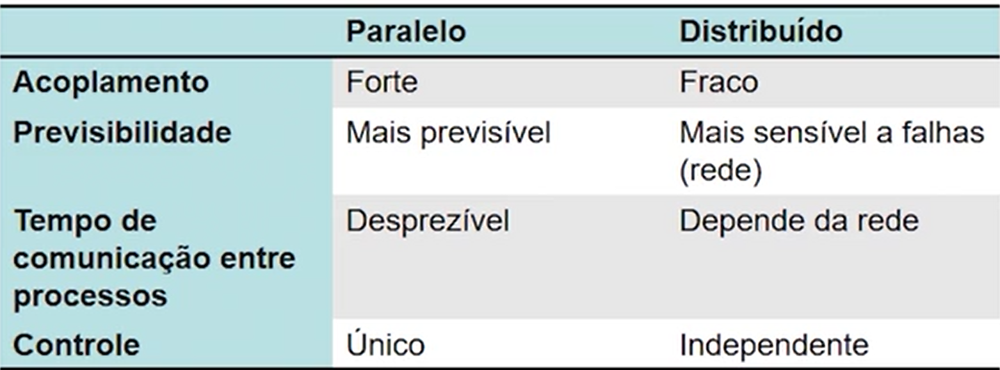 Paralelo Distribuído
Acoplamento Forte Fraco
Previsibilidade Mais previsível Mais sensível a falhas
(rede)
Tempo de Desprezível Depende da rede
comunicação entre
processos
Controle Único Independente